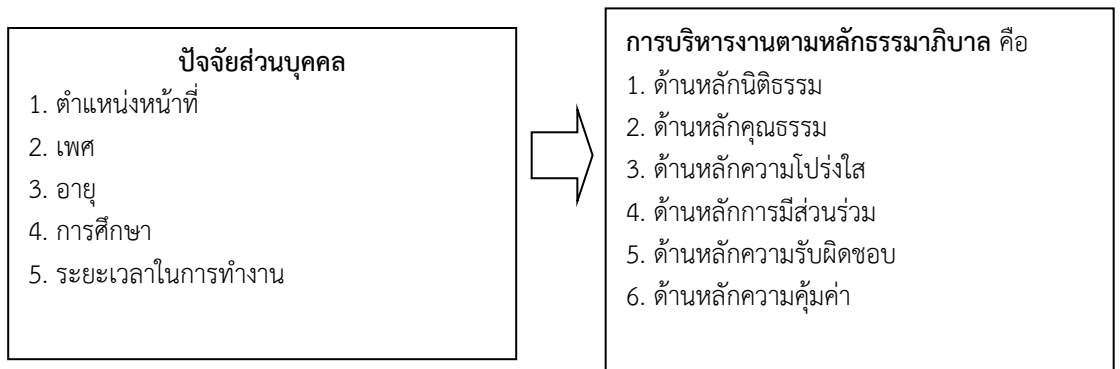 ปัจจัยส่วนบุคคล
1. ตำแหน่งหน้าที่
2. เพศ
3. อายุ
4. การศึกษา
5. ระยะเวลาในการทำงาน
การบริหารงานตามหลักธรรมาภิบาล คือ
1. ด้านหลักนิติธรรม
2. ด้านหลักคุณธรรม
3. ด้านหลักความโปร่งใส
4. ด้านหลักการมีส่วนร่วม
5. ด้านหลักความรับผิดชอบ
6. ด้านหลักความคุ้มค่า